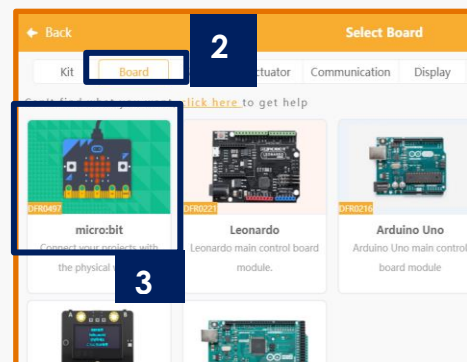 Back
Select Board
2
Kit
Board
Communication
Display
click here to get help
DFR0497
DFR0221
DFR0216
micro:bit
Leonardo
Arduino Uno
Connect your projects with
the physical
Leonardo main control board
module.
Arduino Uno main control
board module
3